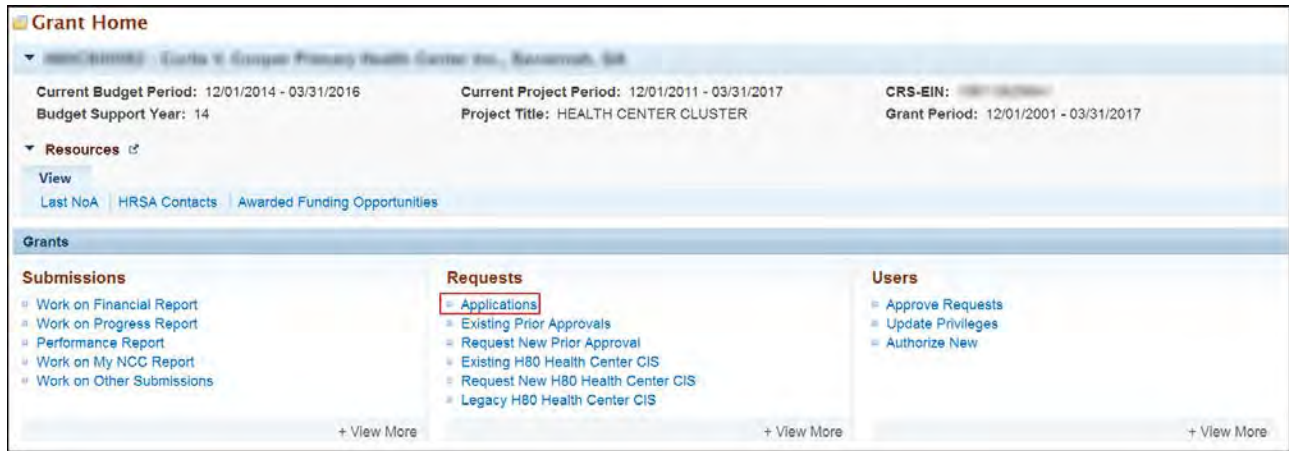 Grant Home
Current Budget Period: 12/01/2014 - 03/31/2016
Current Project Period: 12/01/2011 - 03/31/2017
CRS-EIN:
Budget Support Year: 14
Project Title: HEALTH CENTER CLUSTER
Grant Period: 12/01/2001 - 03/31/2017
Resources
View
Last NoA | HRSA Contacts | Awarded Funding Opportunities
Grants
Submissions
Work on Financial Report
Work on Progress Report
Performance Report
Work on My NCC Report
Work on Other Submissions
+ View More
Requests
Applications
Existing Prior Approvals
Request New Prior Approval
Existing H80 Health Center CIS
Request New H80 Health Center CIS
Legacy H80 Health Center CIS
+ View More
Users
Approve Requests
Update Privileges
Authorize New
+ View More